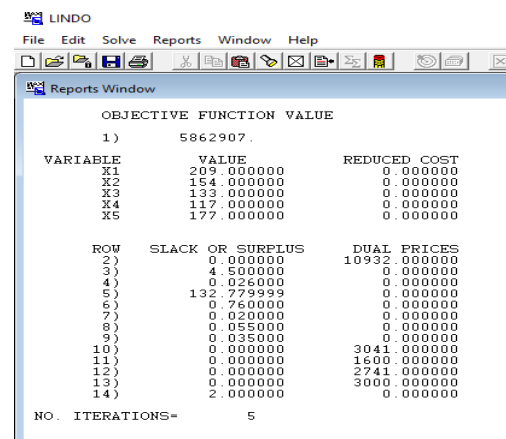 LINDO
File Edit Solve Reports Window Help
Reports Window
OBJECTIVE FUNCTION VALUE
1) 5862907.
VARIABLE VALUE REDUCED COST
X1 209.000000 0.000000
X2 154.000000 0.000000
X3 133.000000 0.000000
X4 117.000000 0.000000
X5 177.000000 0.000000
ROW SLACK OR SURPLUS DUAL PRICES
2) 0.000000 10932.000000
3) 4.500000 0.000000
4) 0.026000 0.000000
5) 132.779999 0.000000
6) 0.760000 0.000000
7) 0.020000 0.000000
8) 0.055000 0.000000
9) 0.035000 0.000000
10) 0.000000 3041.000000
11) 0.000000 1600.000000
12) 0.000000 2741.000000
13) 0.000000 3000.000000
14) 2.000000 0.000000
NO. ITERATIONS= 5